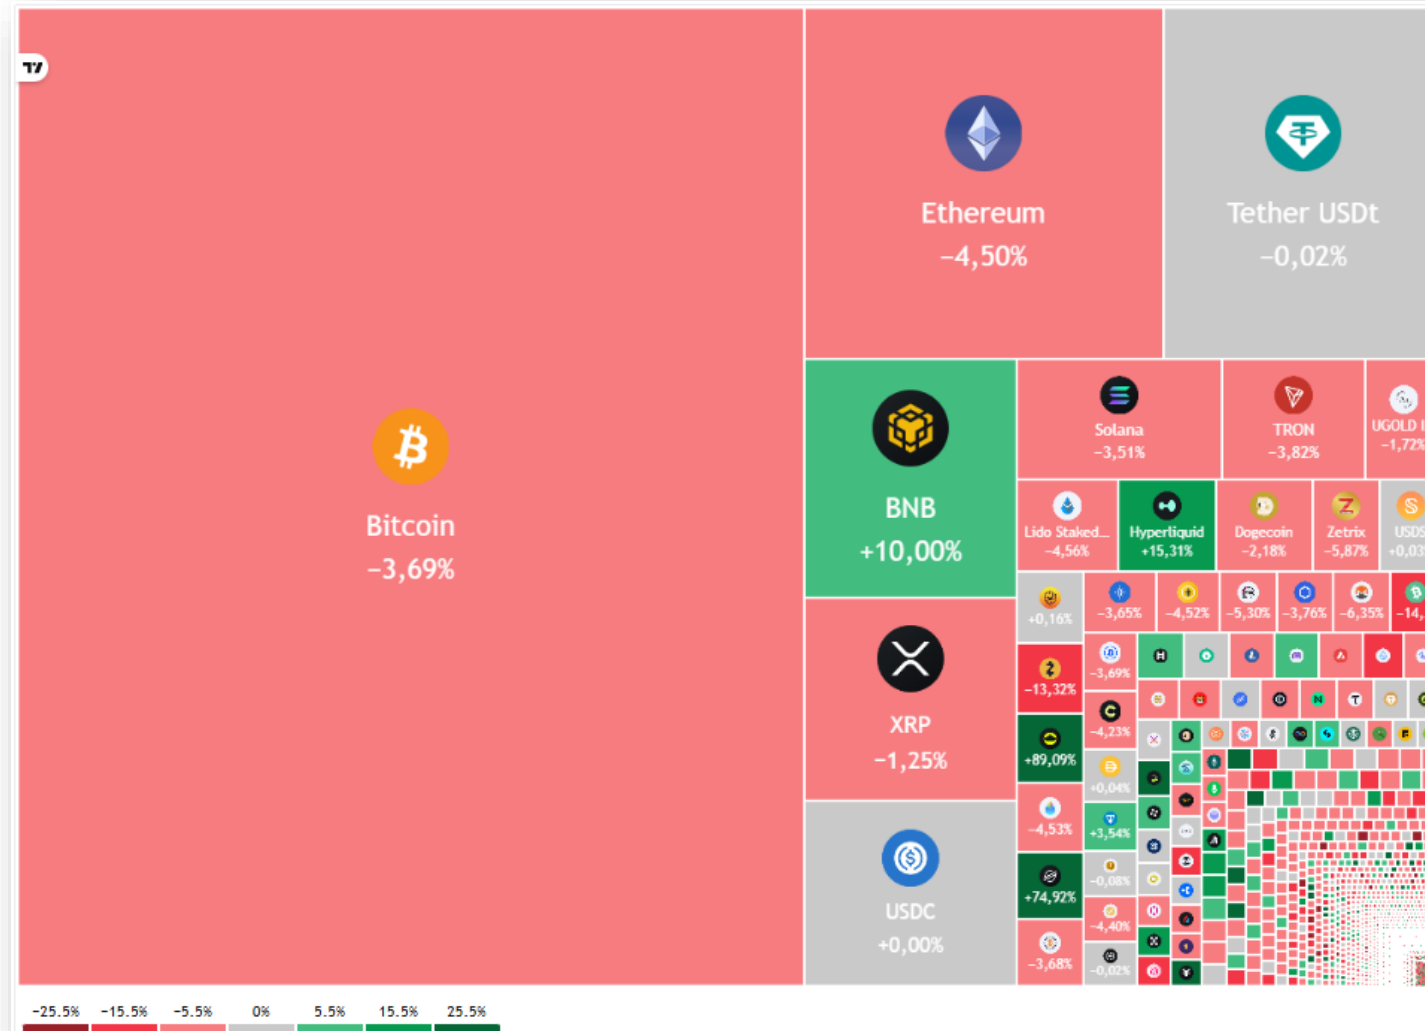 Bitcoin
−3,69%
Ethereum
−4,50%
Tether USDt
−0,02%
BNB
+10,00%
XRP
−1,25%
USDC
+0,00%
Solana
−3,51%
TRON
−3,82%
UGOLD
−1,72%
Lido Staked...
−4,56%
Hyperliquid
+15,31%
Dogecoin
−2,18%
Zetrix
−5,87%
USDS
+0,03
+0,16%
−3,65%
−4,52%
−5,30%
−3,76%
−6,35%
−14,
−13,32%
−3,69%
+89,09%
−4,23%
+0,04%
−4,53%
+3,54%
+74,92%
−0,08%
−4,40%
−3,68%
−0,02%
−25.5% −15.5% −5.5% 0% 5.5% 15.5% 25.5%